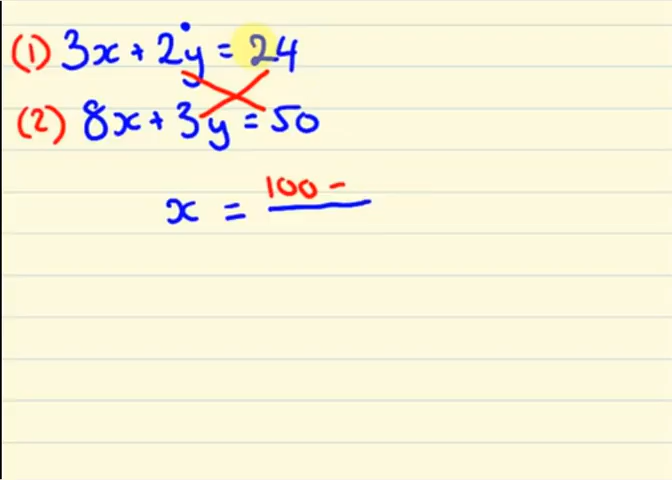 (1) 3x + 2y = 24
(2) 8x + 3y = 50
x = 100 -